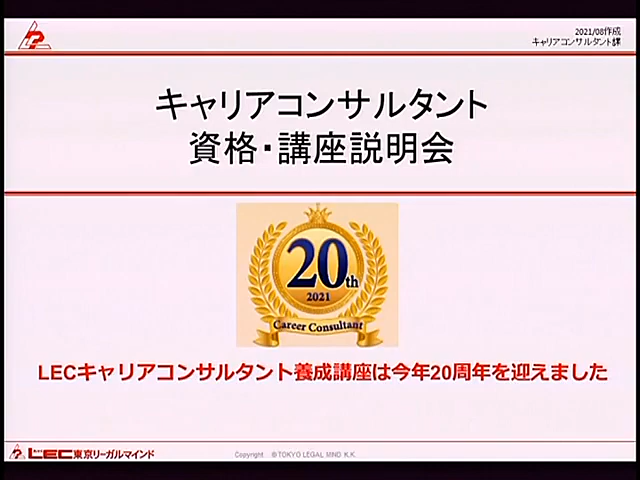 2021/08作成
キャリアコンサルタント課
キャリアコンサルタント
資格・講座説明会
20th
2021
Career Consultant
LECキャリアコンサルタント養成講座は今年20周年を迎えました
LEC東京リーガルマインド
Copyright ©TOKYO LEGAL MIND K.K.